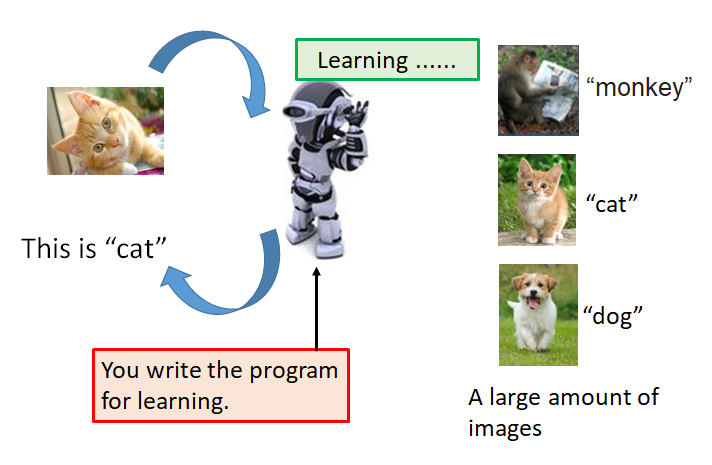 Learning ......
“monkey”
“cat”
This is “cat”
“dog”
You write the program
for learning.
A large amount of
images